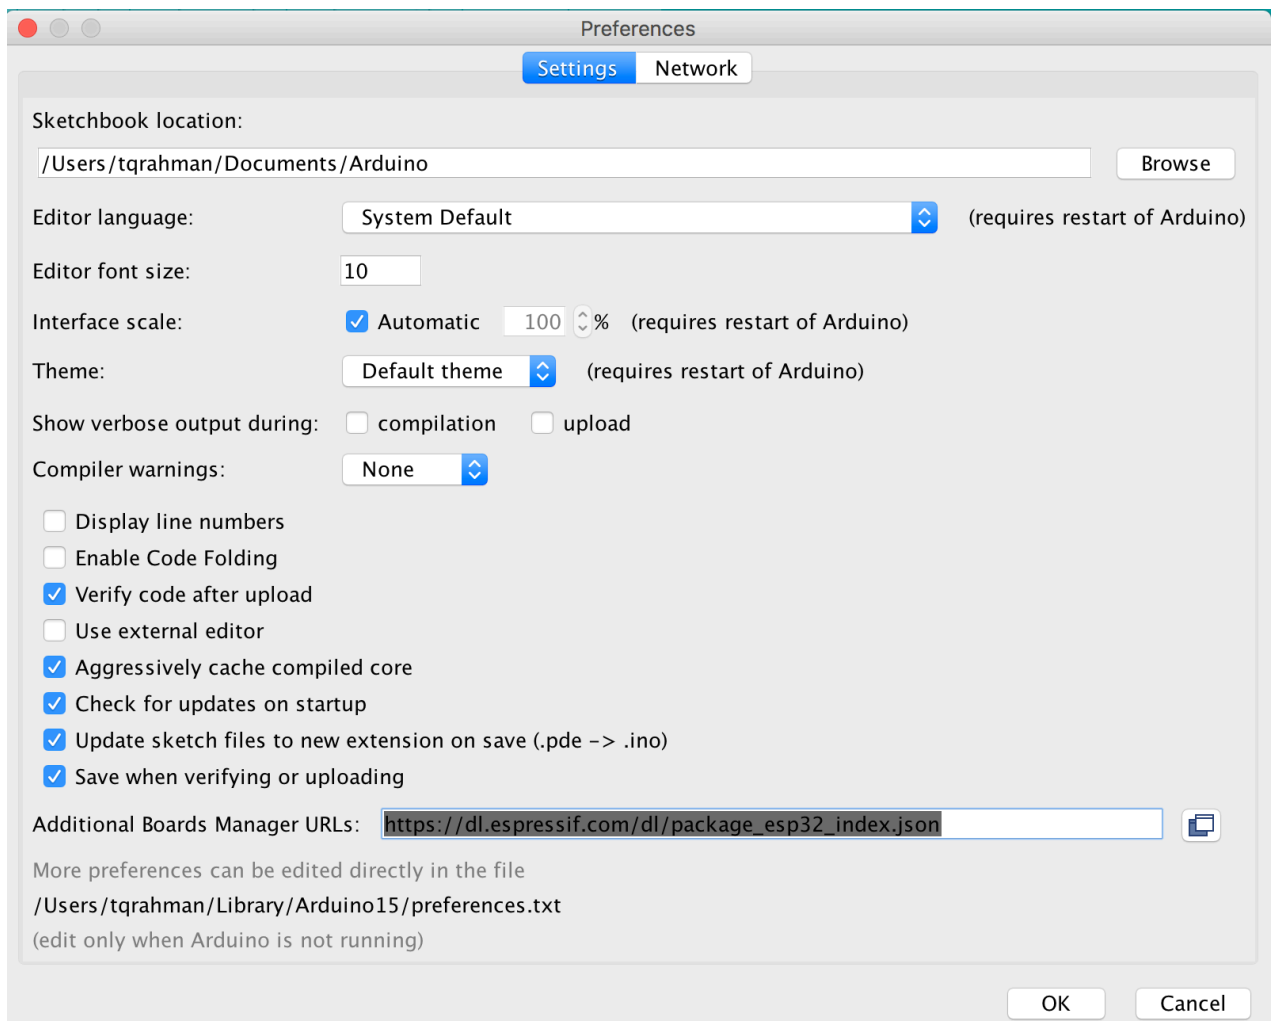 Preferences
Settings Network
Sketchbook location:
/Users/tqrahman/Documents/Arduino Browse
Editor language: System Default (requires restart of Arduino)
Editor font size: 10
Interface scale: Automatic 100 % (requires restart of Arduino)
Theme: Default theme (requires restart of Arduino)
Show verbose output during: compilation upload
Compiler warnings: None
Display line numbers
Enable Code Folding
Verify code after upload
Use external editor
Aggressively cache compiled core
Check for updates on startup
Update sketch files to new extension on save (.pde -> .ino)
Save when verifying or uploading
Additional Boards Manager URLs: https://dl.espressif.com/dl/package_esp32_index.json
More preferences can be edited directly in the file
/Users/tqrahman/Library/Arduino15/preferences.txt
(edit only when Arduino is not running)
OK Cancel